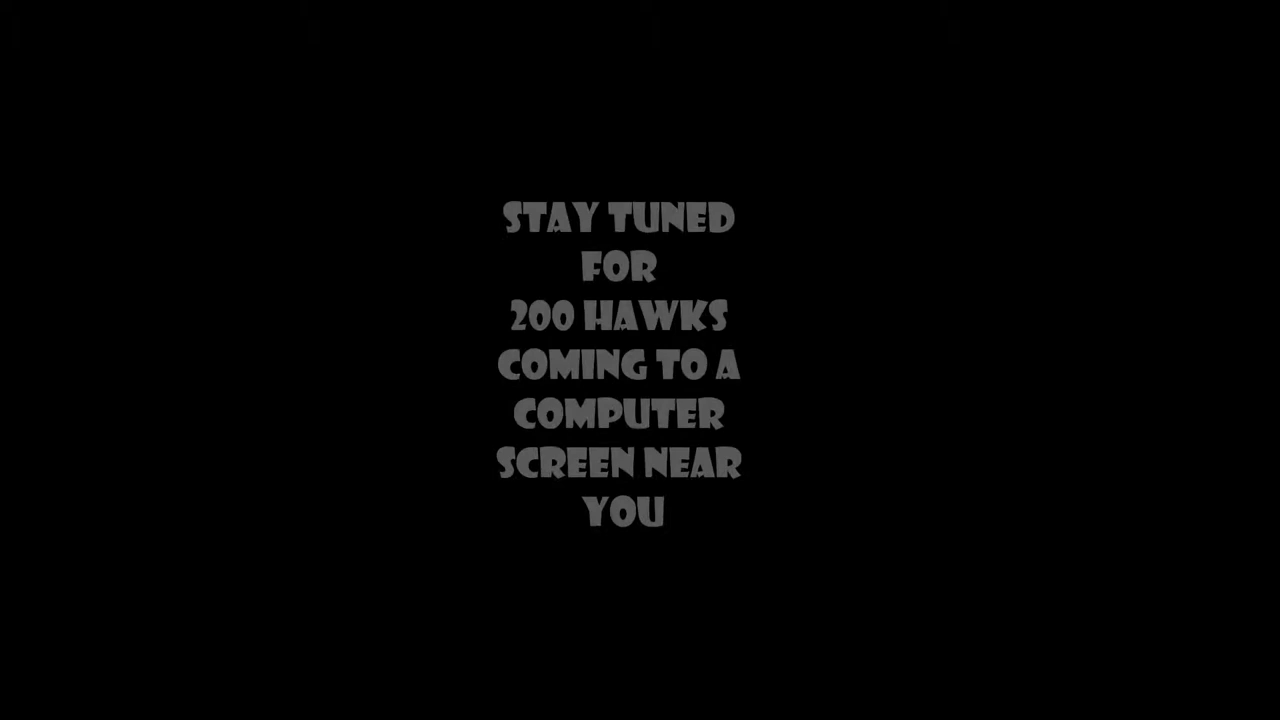 STAY TUNED
FOR
200 HAWKS
COMING TO A
COMPUTER
SCREEN NEAR
YOU